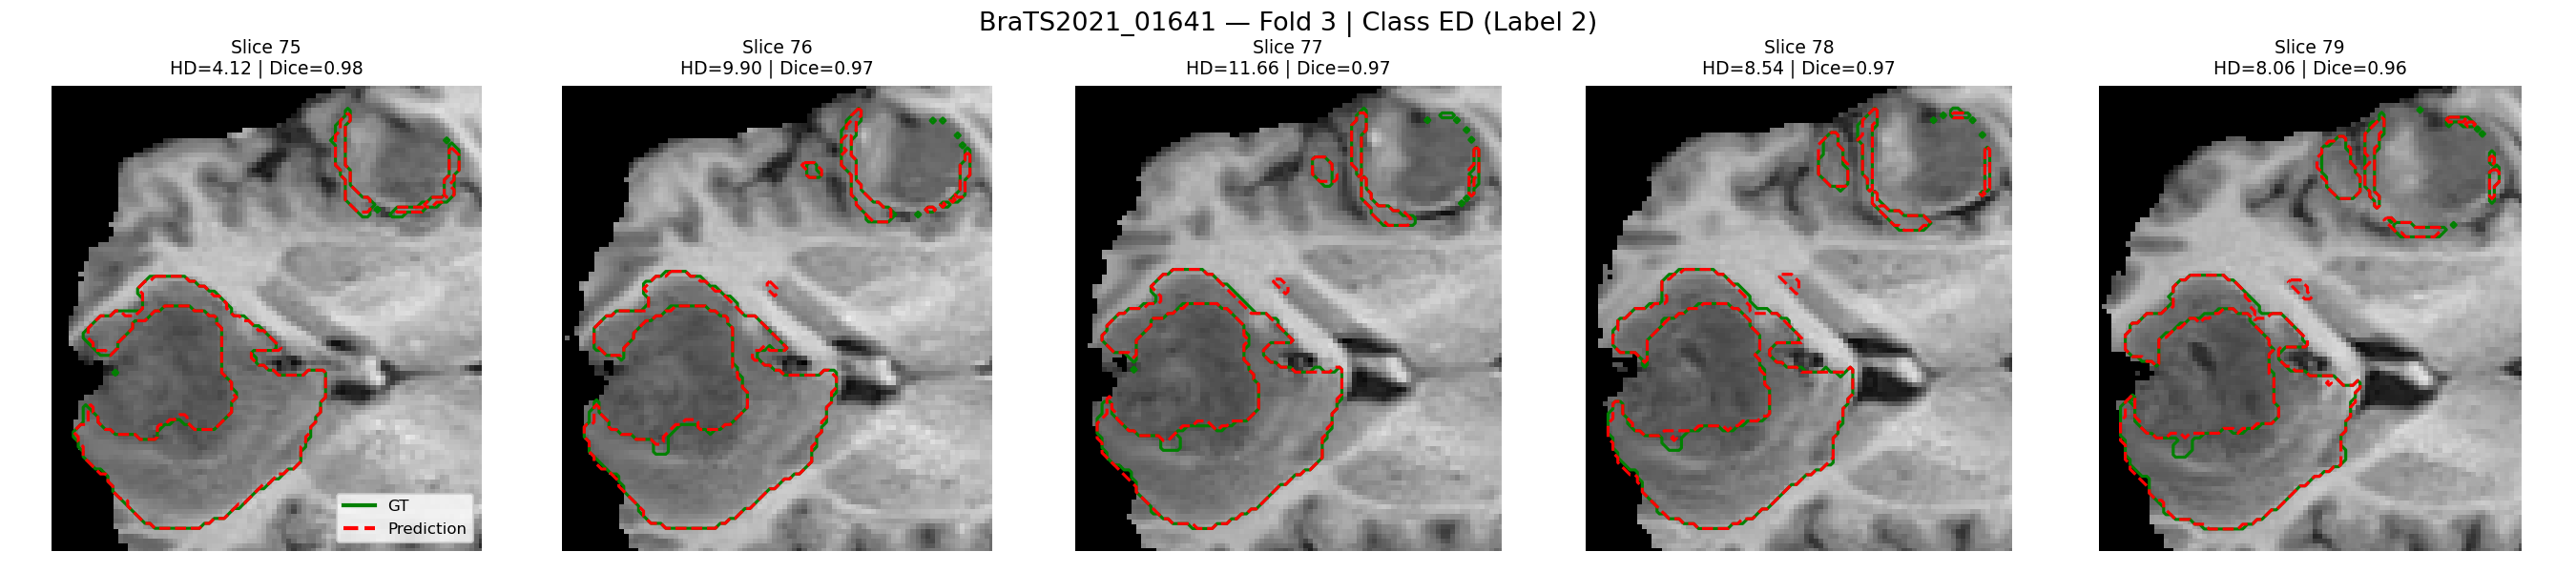 BraTS2021_01641 — Fold 3 | Class ED (Label 2)
Slice 75
HD=4.12 | Dice=0.98
Slice 76
HD=9.90 | Dice=0.97
Slice 77
HD=11.66 | Dice=0.97
Slice 78
HD=8.54 | Dice=0.97
Slice 79
HD=8.06 | Dice=0.96
GT
Prediction